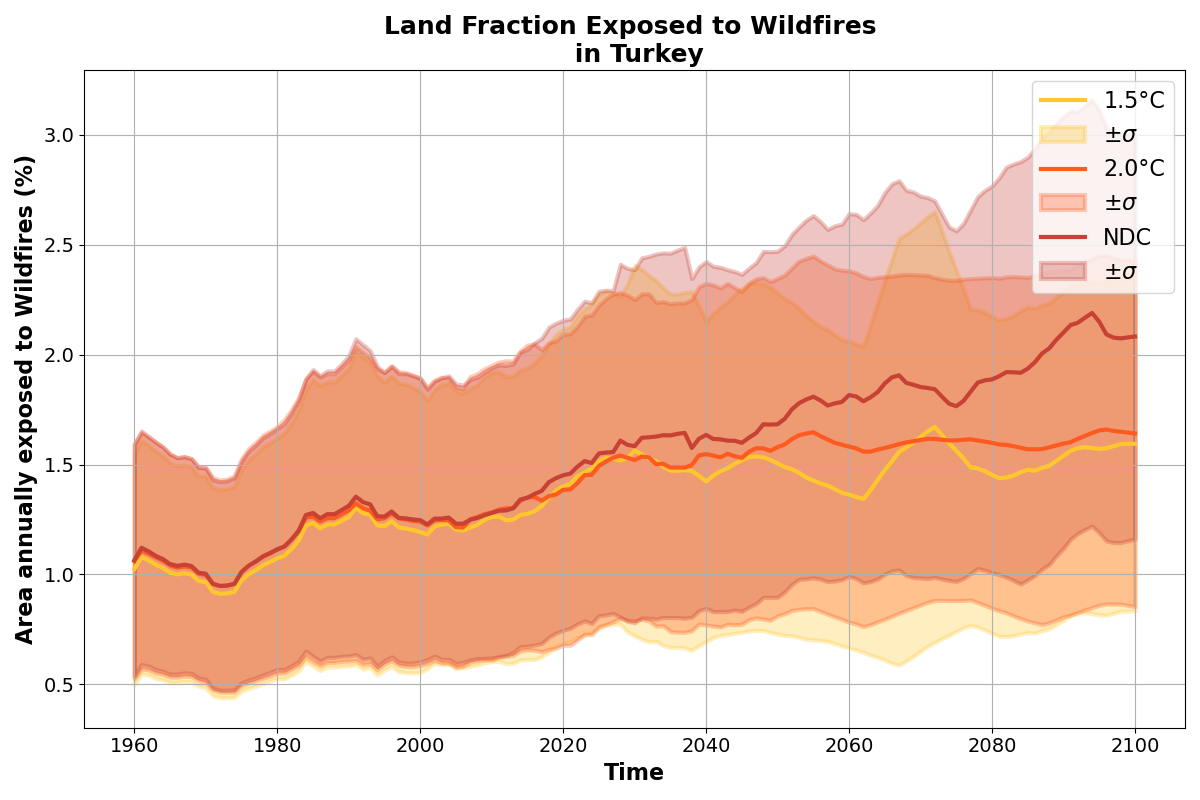 Land Fraction Exposed to Wildfires
in Turkey
Area annually exposed to Wildfires (%)
3.0
2.5
2.0
1.5
1.0
0.5
1.5°C
±σ
2.0°C
±σ
NDC
±σ
1960 1980 2000 2020 2040 2060 2080 2100
Time